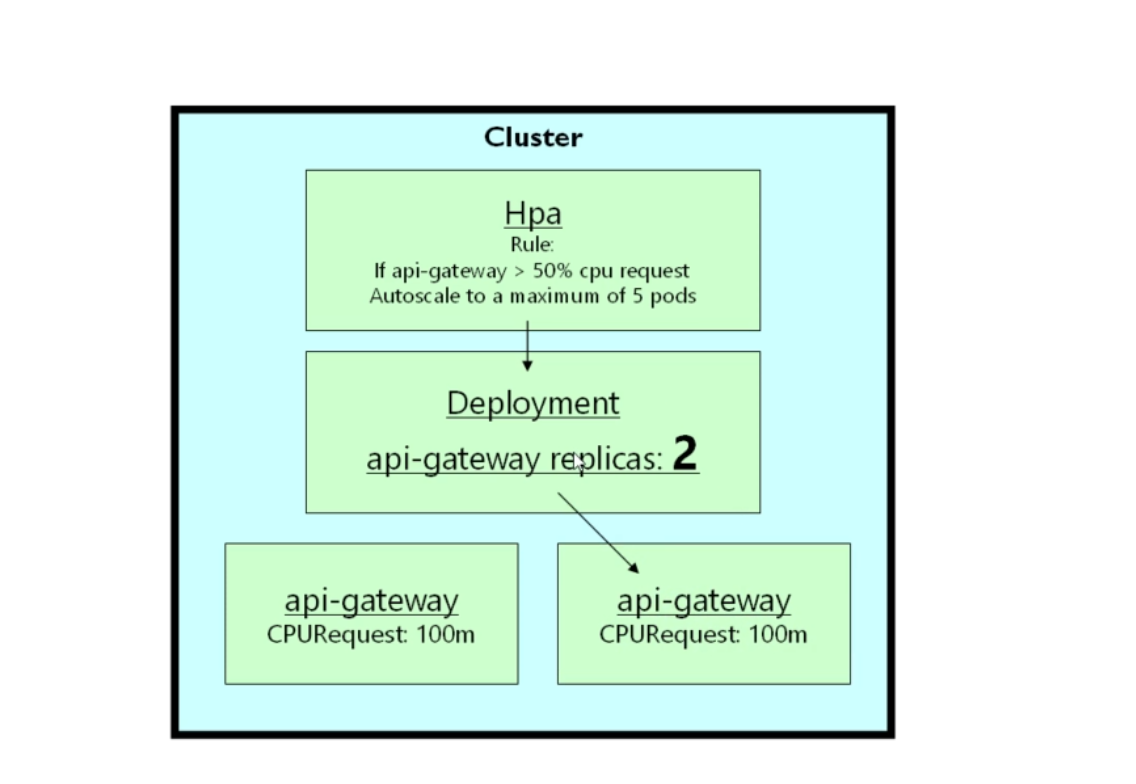 Cluster
Hpa
Rule:
If api-gateway > 50% cpu request
Autoscale to a maximum of 5 pods
Deployment
api-gateway replicas: 2
api-gateway
CPURequest: 100m
api-gateway
CPURequest: 100m